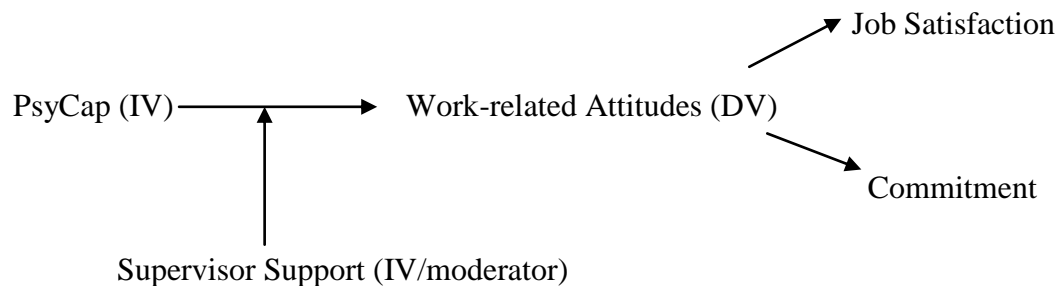 Job Satisfaction
PsyCap (IV) Work-related Attitudes (DV)
Commitment
Supervisor Support (IV/moderator)